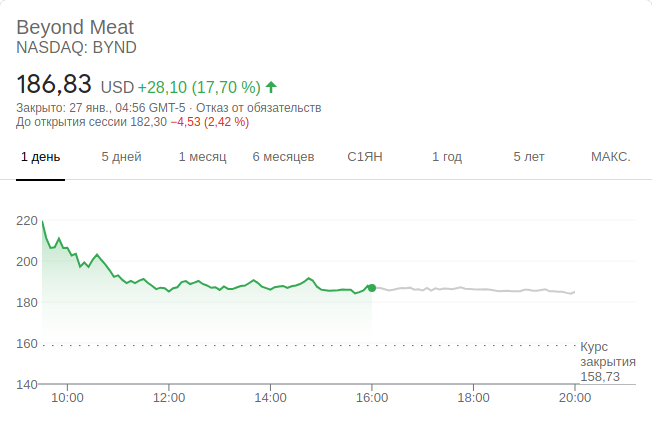 Beyond Meat
NASDAQ: BYND
186,83 USD +28,10 (17,70 %)
Закрыто: 27 янв., 04:56 GMT-5 · Отказ от обязательств
До открытия сессии 182,30 −4,53 (2,42 %)
1 день 5 дней 1 месяц 6 месяцев С1ЯН 1 год 5 лет МАКС.
220
200
180
160
Курс
закрытия
158,73
140
10:00 12:00 14:00 16:00 18:00 20:00